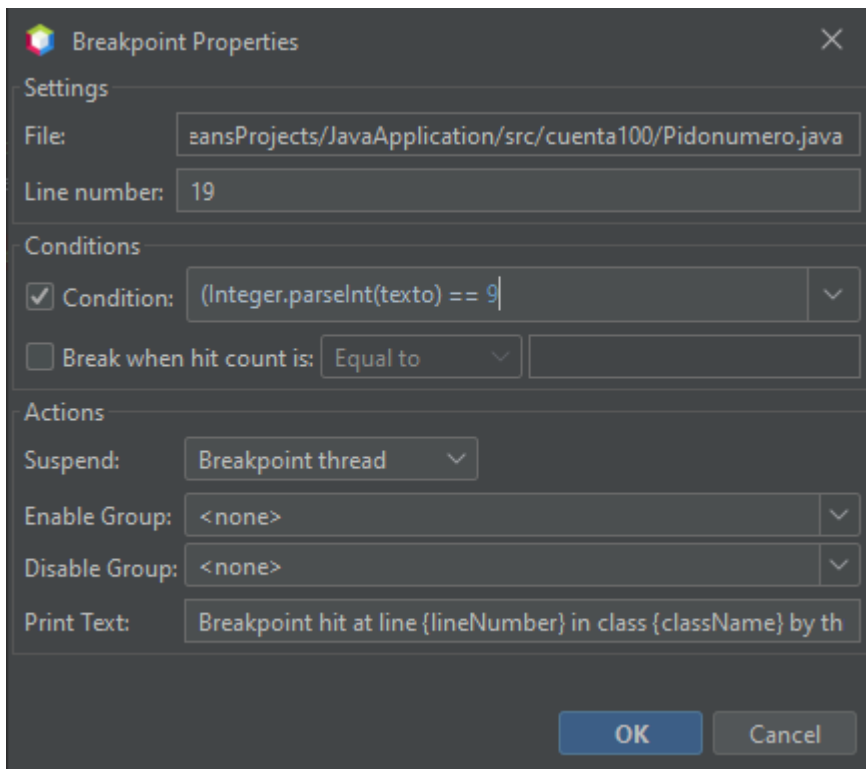 Breakpoint Properties
Settings
File: eansProjects/JavaApplication/src/cuenta100/Pidonumero.java
Line number: 19
Conditions
Condition: (Integer.parseInt(texto) == 9
Break when hit count is: Equal to
Actions
Suspend: Breakpoint thread
Enable Group: <none>
Disable Group: <none>
Print Text: Breakpoint hit at line {lineNumber} in class {className} by th
OK Cancel